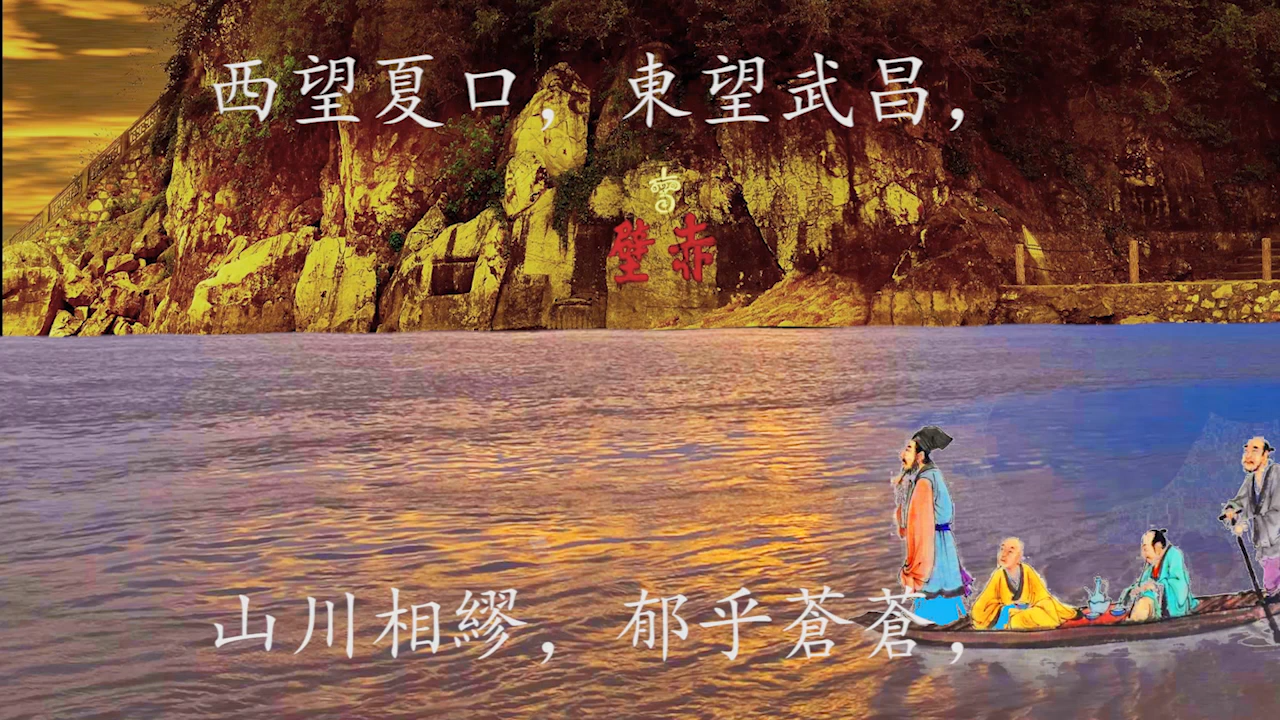 西望夏口，東望武昌，
赤壁
山川相繆，郁乎蒼蒼，